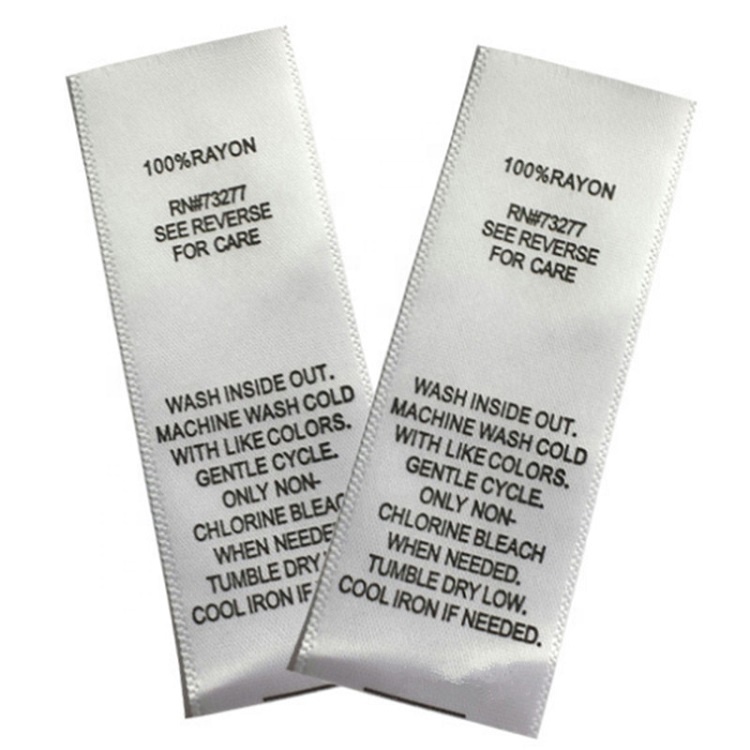 100%RAYON
RN#73277
SEE REVERSE
FOR CARE
WASH INSIDE OUT.
MACHINE WASH COLD
WITH LIKE COLORS.
GENTLE CYCLE.
ONLY NON-
CHLORINE BLEAC
WHEN NEEDE
TUMBLE DRY
COOL IRON IF
100%RAYON
RN#73277
SEE REVERSE
FOR CARE
WASH INSIDE OUT.
MACHINE WASH COLD
WITH LIKE COLORS.
GENTLE CYCLE.
ONLY NON-
CHLORINE BLEACH
WHEN NEEDED.
TUMBLE DRY LOW.
COOL IRON IF NEEDED.